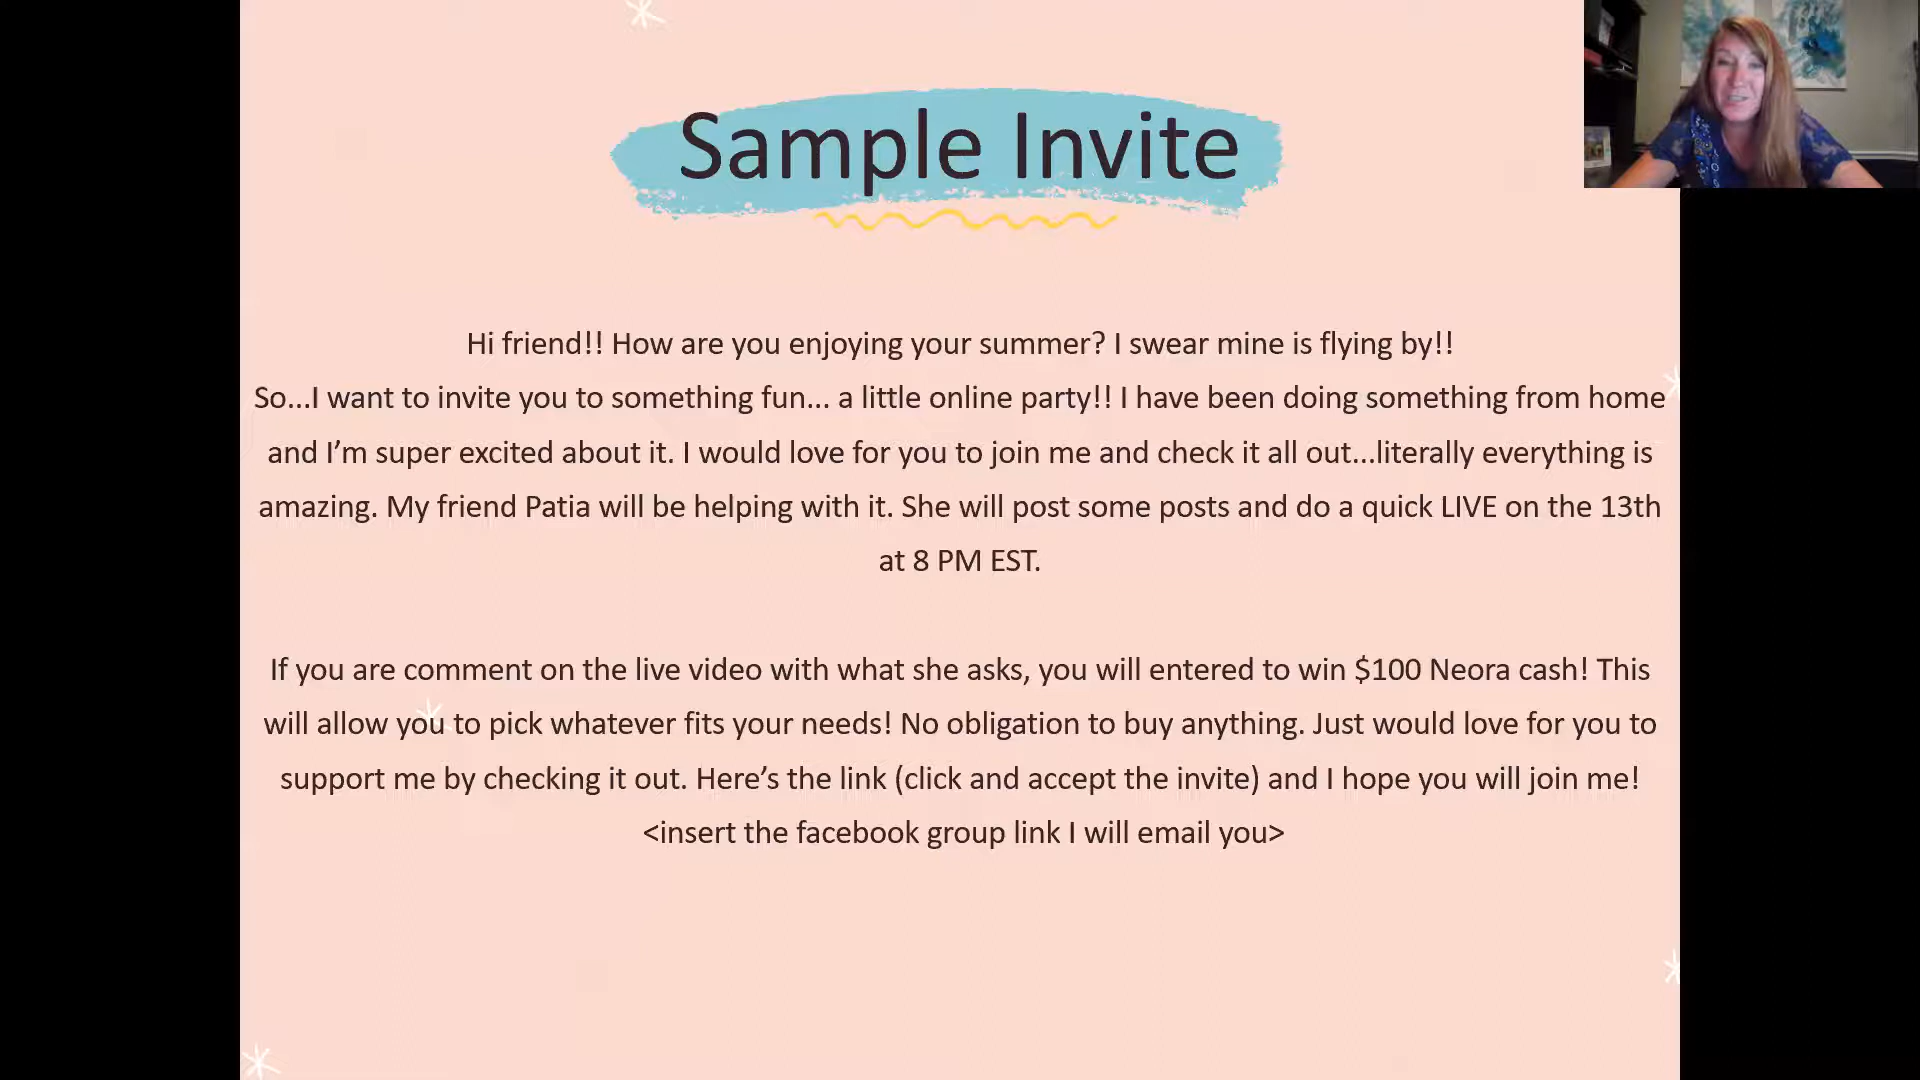 Sample Invite
Hi friend!! How are you enjoying your summer? I swear mine is flying by!!
So...I want to invite you to something fun... a little online party!! I have been doing something from home
and I’m super excited about it. I would love for you to join me and check it all out...literally everything is
amazing. My friend Patia will be helping with it. She will post some posts and do a quick LIVE on the 13th
at 8 PM EST.
If you are comment on the live video with what she asks, you will entered to win $100 Neora cash! This
will allow you to pick whatever fits your needs! No obligation to buy anything. Just would love for you to
support me by checking it out. Here’s the link (click and accept the invite) and I hope you will join me!
<insert the facebook group link I will email you>